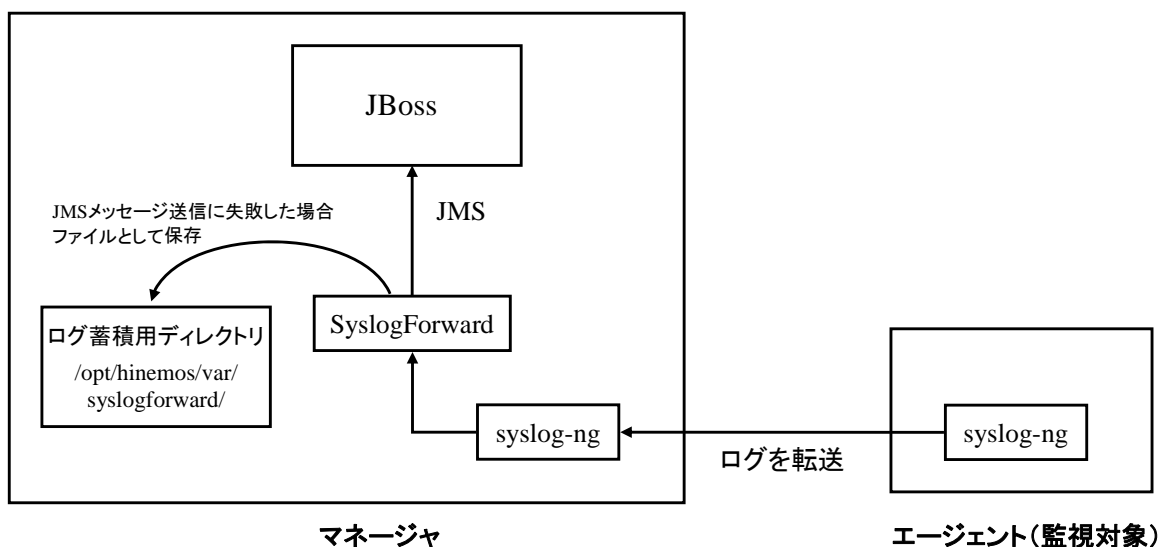 JBoss
JMSメッセージ送信に失敗した場合
ファイルとして保存
JMS
ログ蓄積用ディレクトリ
/opt/hinemos/var/
syslogforward/
SyslogForward
syslog-ng
ログを転送
syslog-ng
マネージャ
エージェント(監視対象)